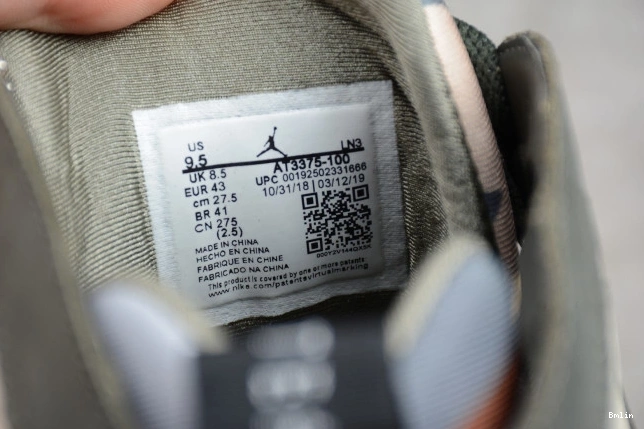 US
9.5 LN3
UK 8.5 AT3375-100
EUR 43 UPC 00192502331666
cm 27.5 10/31/18 | 03/12/19
BR 41
CN 275
(2.5)
MADE IN CHINA
HECHO EN CHINA
FABRIQUE EN CHINE
FABRICADO NA CHINA
This product is covered by one or more patents
www.nike.com/patentsvirtualmarking
Bmlin